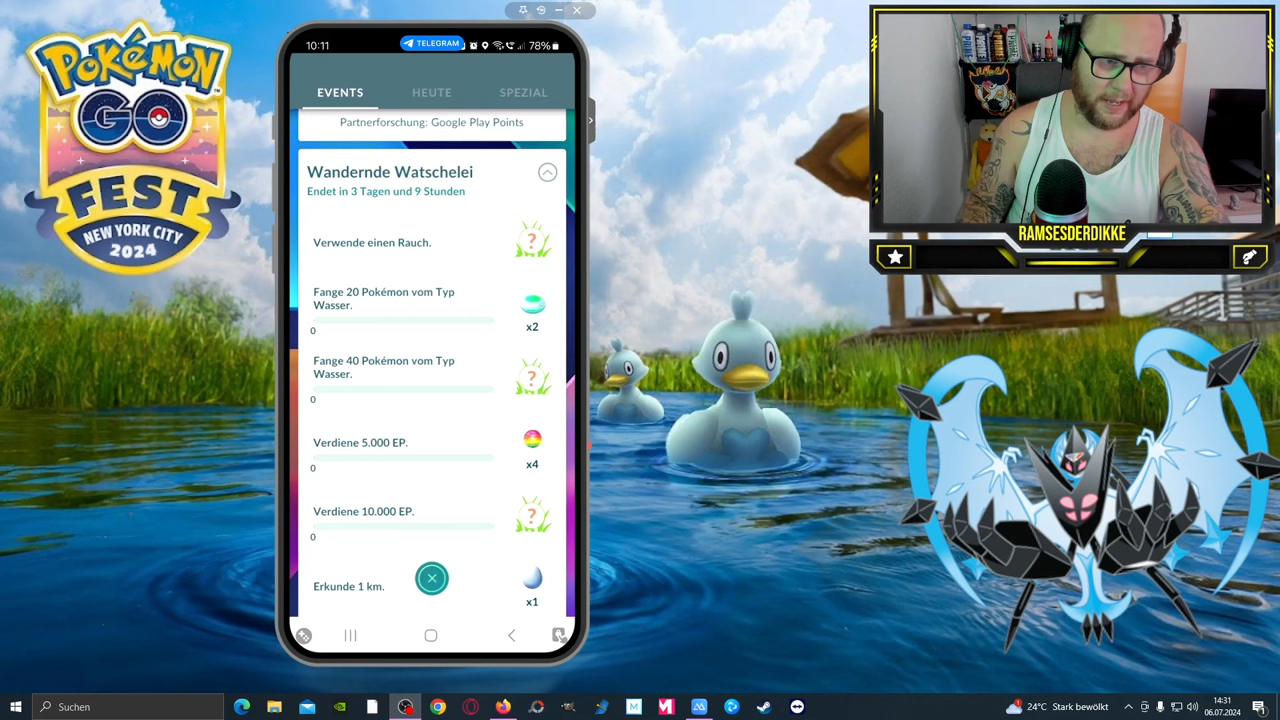 POKÉMON
GO
FEST
NEW YORK CITY
2024
10:11
TELEGRAM
78%
EVENTS
HEUTE
SPEZIAL
Partnerforschung: Google Play Points
Wandernde Watschelei
Endet in 3 Tagen und 9 Stunden
Verwende einen Rauch.
?
Fange 20 Pokémon vom Typ
Wasser.
0
x2
Fange 40 Pokémon vom Typ
Wasser.
0
?
Verdiene 5.000 EP.
0
x4
Verdiene 10.000 EP.
0
?
Erkunde 1 km.
x1
RAMSESDERDIKKE
Suchen
24°C Stark bewölkt
14:31
06.07.2024